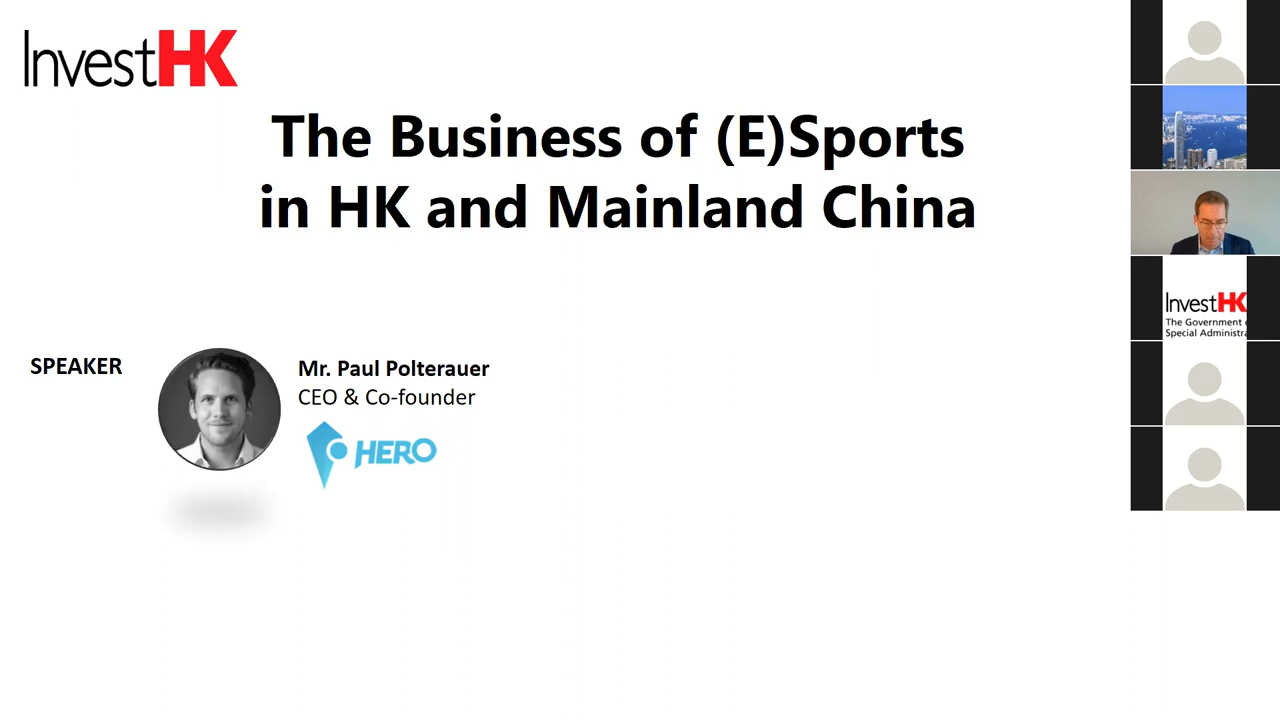 InvestHK
The Business of (E)Sports
in HK and Mainland China
SPEAKER
Mr. Paul Polterauer
CEO & Co-founder
HERO
InvestHK
The Government
Special Administra